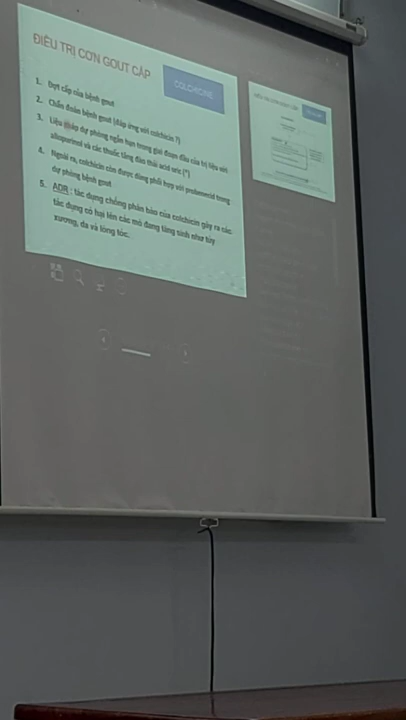 ĐIỀU TRỊ CƠN GOUT CẤP
COLCHICINE
1. Đợt cấp của bệnh gout
2. Chẩn đoán bệnh gout (đáp ứng với colchicin ?)
3. Liệu pháp dự phòng ngắn hạn trong giai đoạn đầu của trị liệu với
allopurinol và các thuốc tăng đào thải acid uric (*)
4. Ngoài ra, colchicin còn được dùng phối hợp với probenecid trong
dự phòng bệnh gout
5. ADR : tác dụng chống phân bào của colchicin gây ra các
tác dụng có hại lên các mô đang tăng sinh như tủy
xương, da và lông tóc.